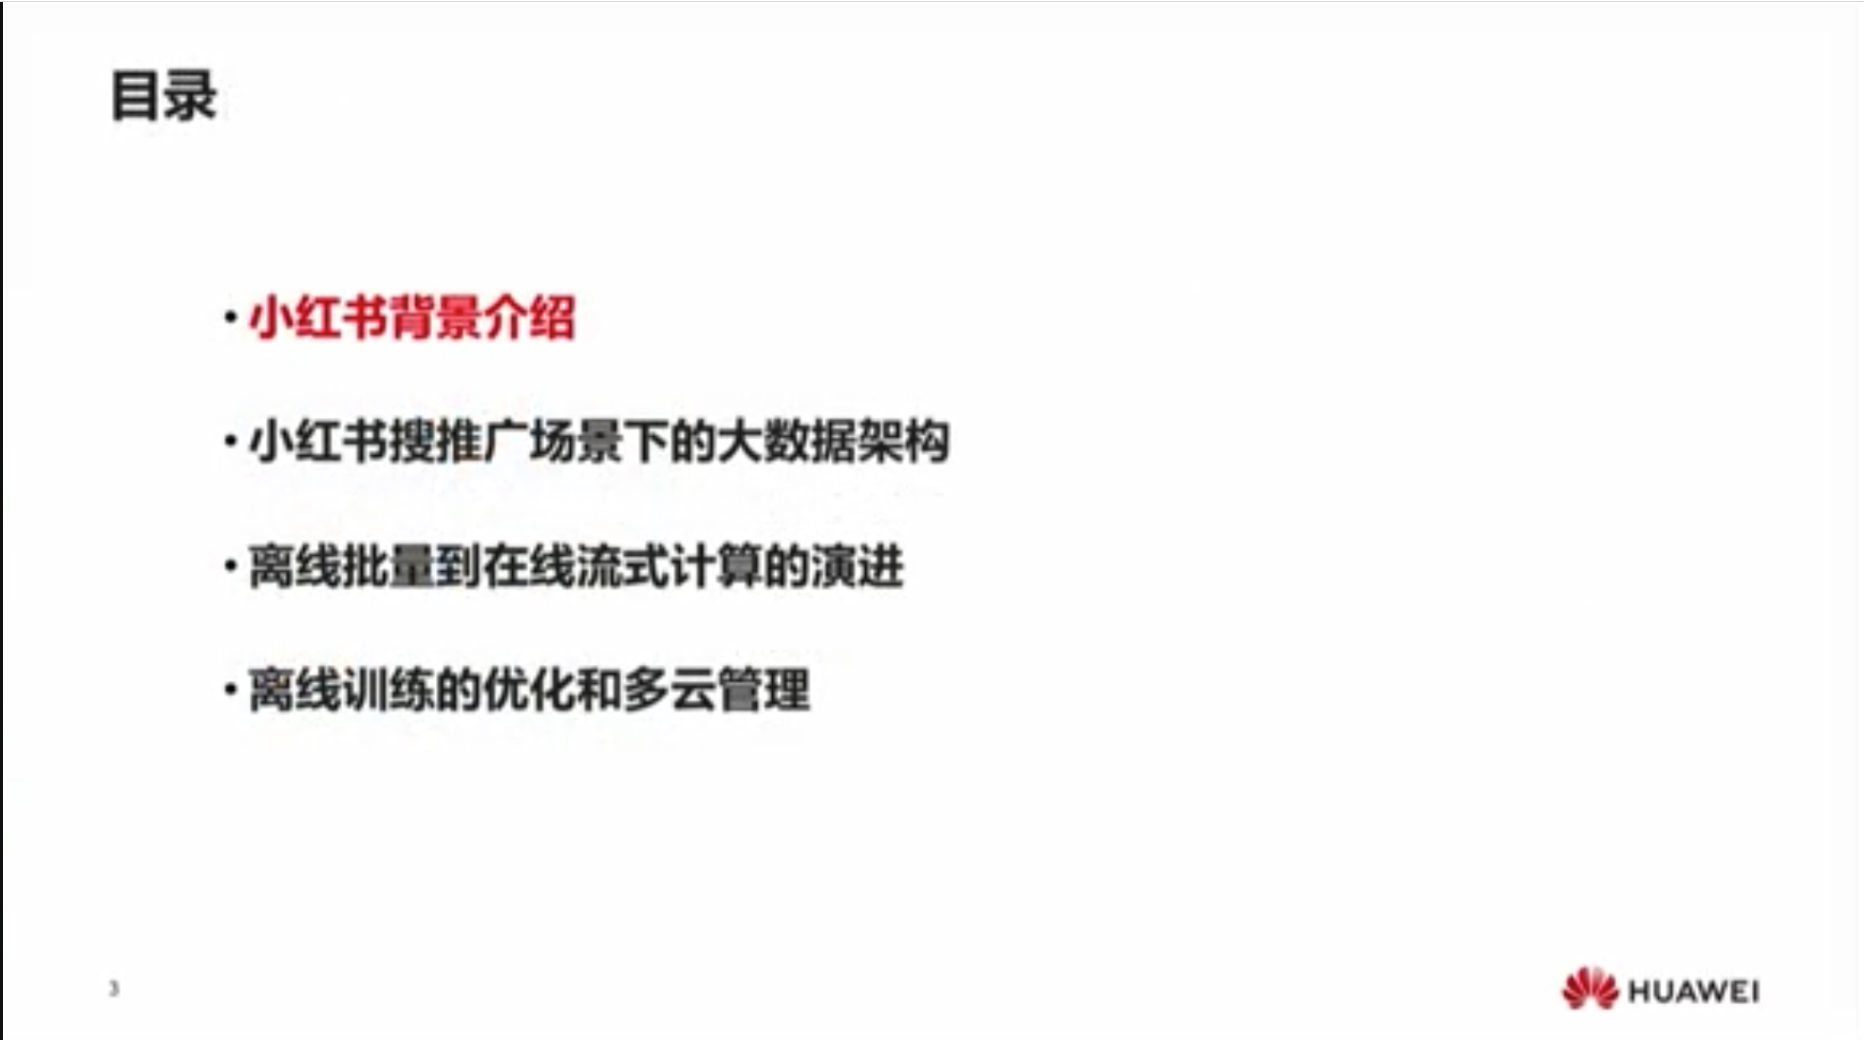 目录
• 小红书背景介绍
• 小红书搜推广场景下的大数据架构
• 离线批量到在线流式计算的演进
• 离线训练的优化和多云管理
3
HUAWEI